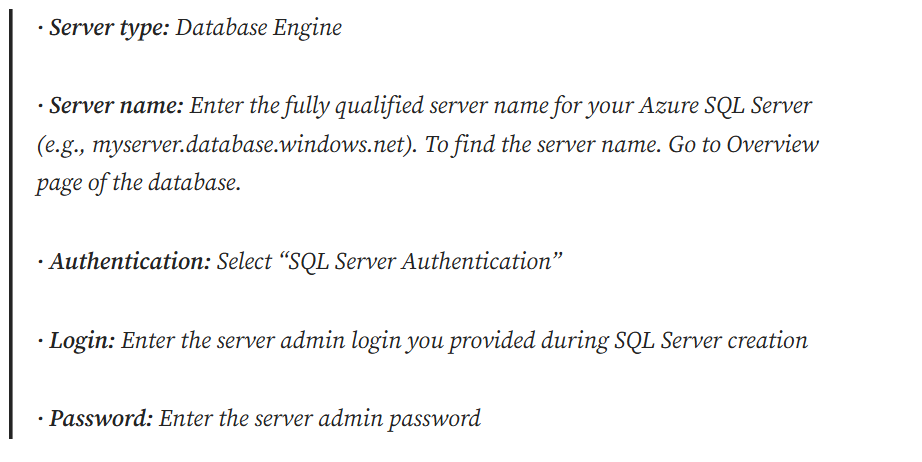 · Server type: Database Engine
· Server name: Enter the fully qualified server name for your Azure SQL Server
(e.g., myserver.database.windows.net). To find the server name. Go to Overview
page of the database.
· Authentication: Select “SQL Server Authentication”
· Login: Enter the server admin login you provided during SQL Server creation
· Password: Enter the server admin password